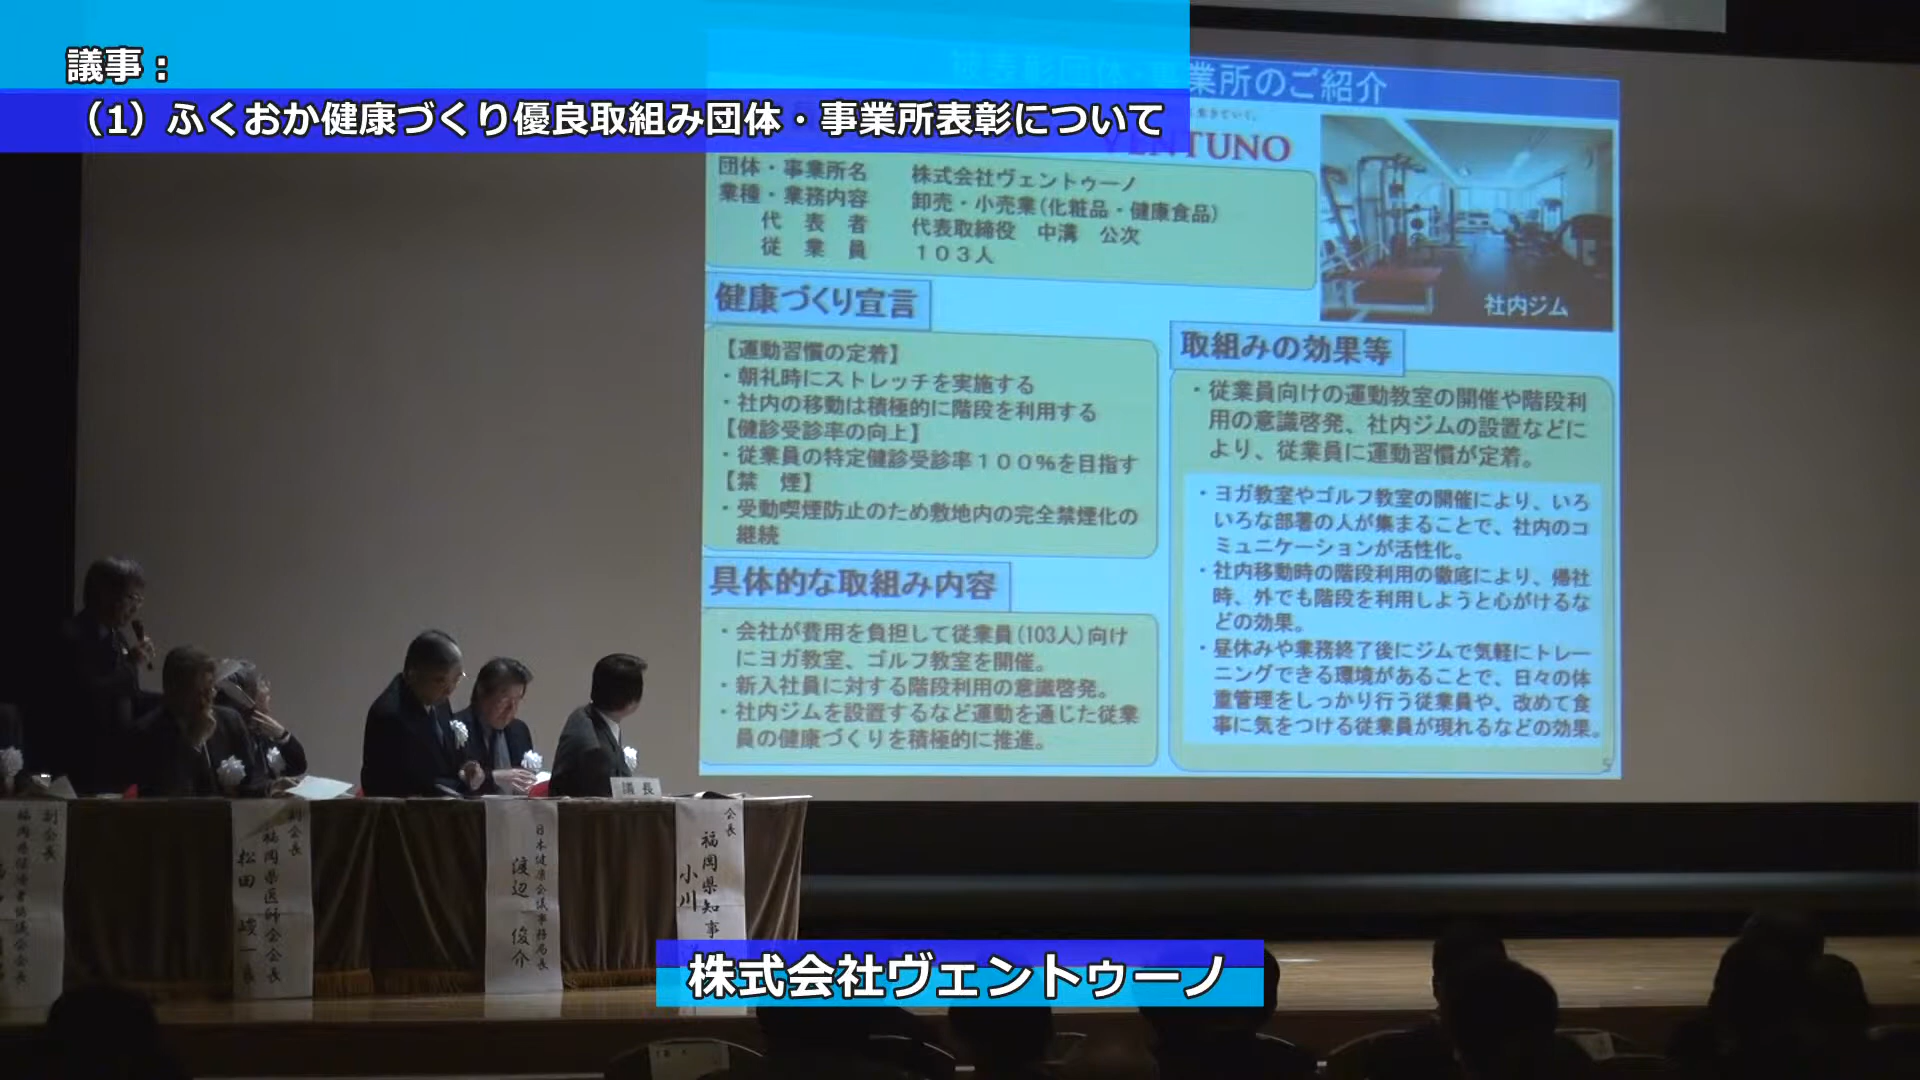 議事：
（1）ふくおか健康づくり優良取組み団体・事業所表彰について
被表彰団体・事業所のご紹介
VENTUNO
団体・事業所名　株式会社ヴェントゥーノ
業種・業務内容　卸売・小売業（化粧品・健康食品）
代表者　代表取締役　中溝　公次
従業員　１０３人
社内ジム
健康づくり宣言
【運動習慣の定着】
・朝礼時にストレッチを実施する
・社内の移動は積極的に階段を利用する
【健診受診率の向上】
・従業員の特定健診受診率１００％を目指す
【禁　煙】
・受動喫煙防止のため敷地内の完全禁煙化の
継続
具体的な取組み内容
・会社が費用を負担して従業員(103人)向け
にヨガ教室、ゴルフ教室を開催。
・新入社員に対する階段利用の意識啓発。
・社内ジムを設置するなど運動を通じた従業
員の健康づくりを積極的に推進。
取組みの効果等
・従業員向けの運動教室の開催や階段利
用の意識啓発、社内ジムの設置などに
より、従業員に運動習慣が定着。
・ヨガ教室やゴルフ教室の開催により、いろ
いろな部署の人が集まることで、社内のコ
ミュニケーションが活性化。
・社内移動時の階段利用の徹底により、帰社
時、外でも階段を利用しようと心がけるな
どの効果。
・昼休みや業務終了後にジムで気軽にトレー
ニングできる環境があることで、日々の体
重管理をしっかり行う従業員や、改めて食
事に気をつける従業員が現れるなどの効果。
5
議長
会長
福岡県知事
小川
日本健康会議事務局長
渡辺　俊介
副会長
福岡県医師会会長
松田　峻一良
副会長
福岡県保険者協議会会長
株式会社ヴェントゥーノ